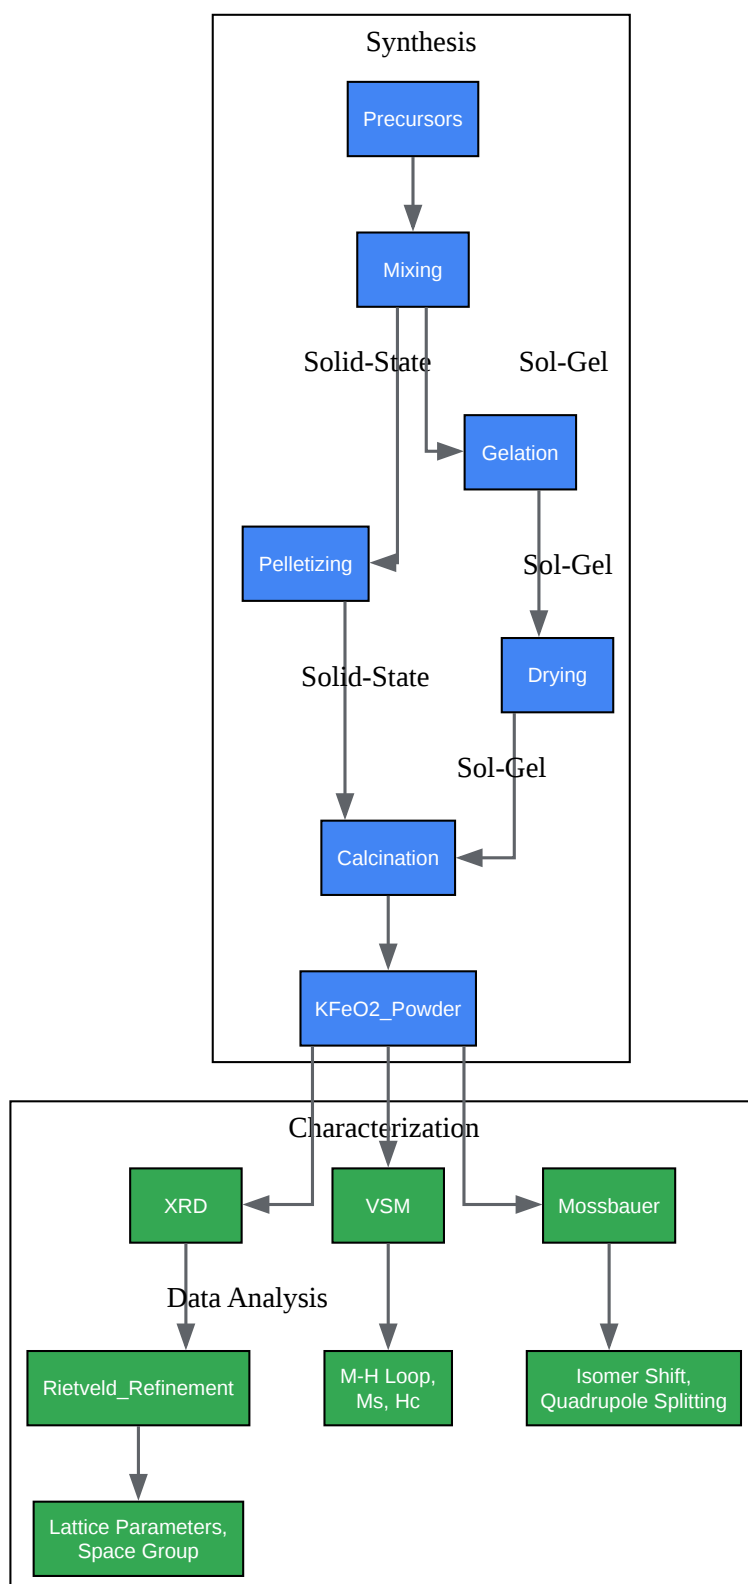 Synthesis
Precursors
Mixing
Solid-State
Sol-Gel
Gelation
Pelletizing
Sol-Gel
Solid-State
Drying
Sol-Gel
Calcination
KFeO2_Powder
Characterization
XRD
VSM
Mossbauer
Data Analysis
Rietveld_Refinement
M-H Loop,
Ms, Hc
Isomer Shift,
Quadrupole Splitting
Lattice Parameters,
Space Group